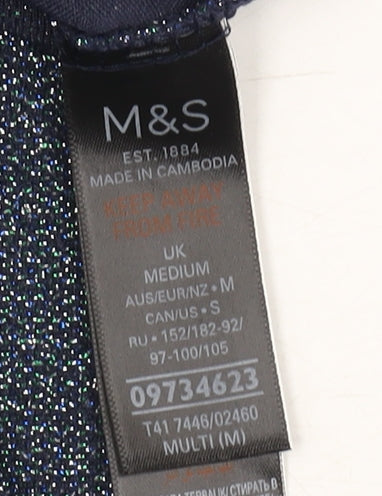 M&S
EST. 1884
MADE IN CAMBODIA
KEEP AWAY
FROM FIRE
UK
MEDIUM
AUS/EUR/NZ • M
CAN/US • S
RU • 152/182-92/
97-100/105
09734623
T41 7446/02460
MULTI (M)